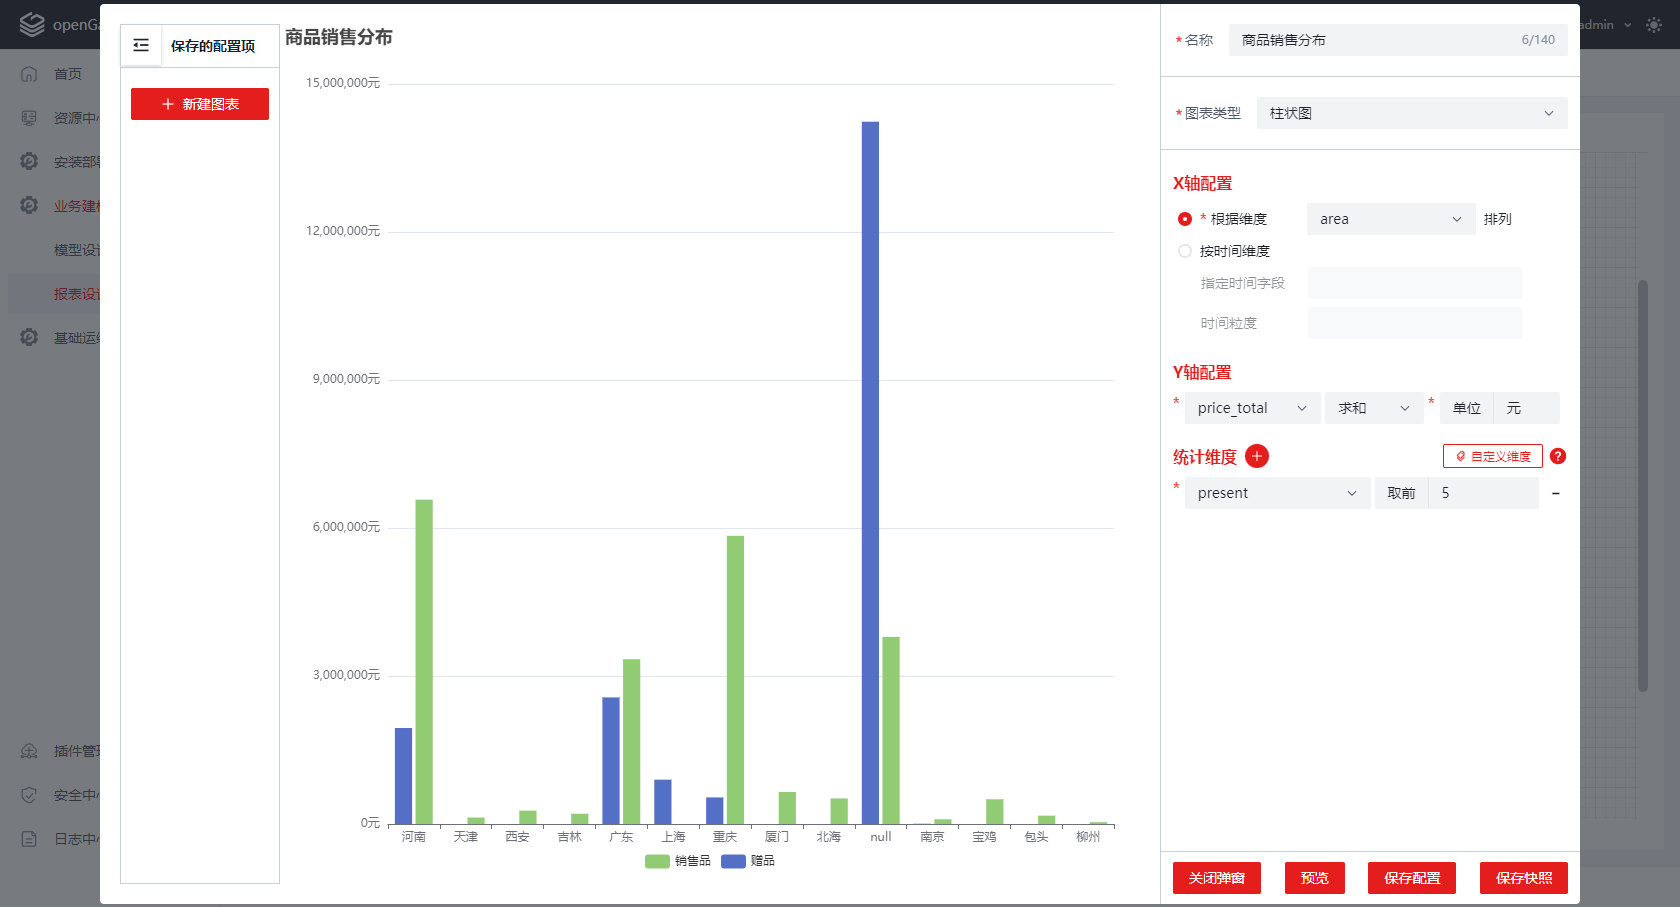 openGa
admin
首页
资源中心
安装部署
业务建模
模型设计
报表设计
基础运维
插件管理
安全中心
日志中心
保存的配置项
新建图表
商品销售分布
15,000,000元
12,000,000元
9,000,000元
6,000,000元
3,000,000元
0元
河南 天津 西安 吉林 广东 上海 重庆 厦门 北海 null 南京 宝鸡 包头 柳州
销售品 赠品
* 名称 商品销售分布 6/140
* 图表类型 柱状图
X轴配置
* 根据维度 area 排列
按时间维度
指定时间字段
时间粒度
Y轴配置
* price_total 求和 * 单位 元
统计维度 + 自定义维度 ?
* present 取前 5 −
关闭弹窗 预览 保存配置 保存快照